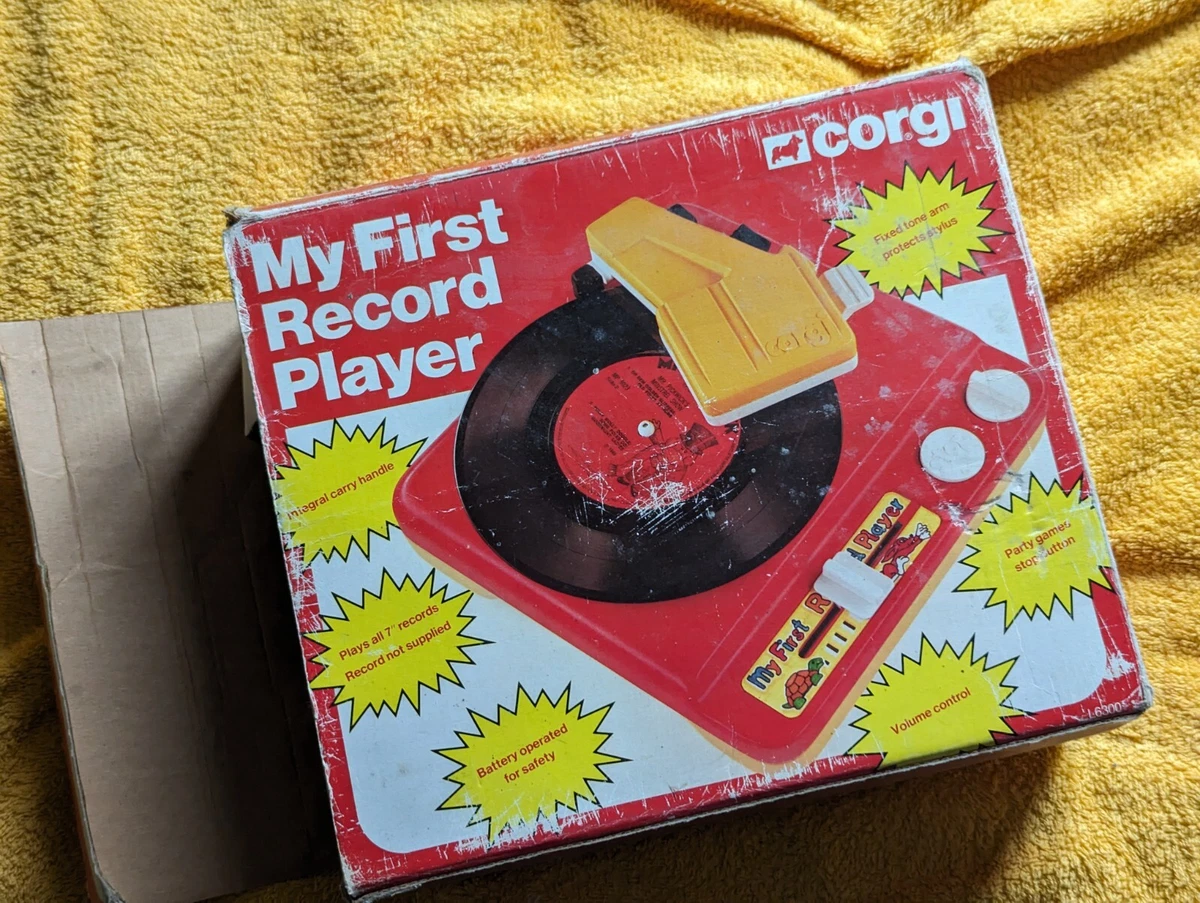 corgi
My First
Record
Player
Fixed tone arm
protects stylus
corgi
Integral carry handle
Party games
stop button
Plays all 7" records
Record not supplied
My First R d Player
Battery operated
for safety
Volume control